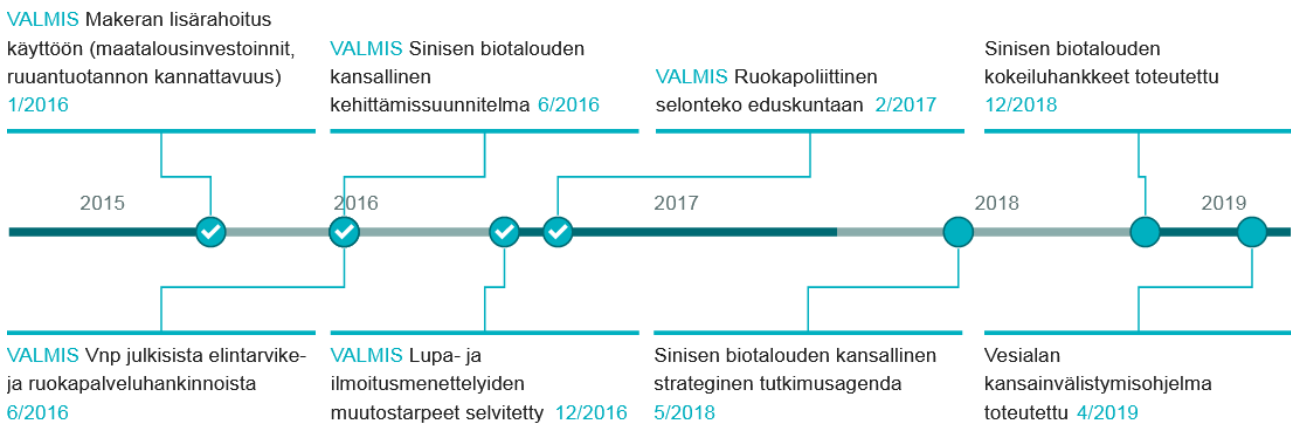 VALMIS Makeran lisärahoitus
käyttöön (maatalousinvestoinnit,
ruuantuotannon kannattavuus)
1/2016
VALMIS Sinisen biotalouden
kansallinen
kehittämissuunnitelma 6/2016
VALMIS Ruokapoliittinen
selonteko eduskuntaan 2/2017
Sinisen biotalouden
kokeiluhankkeet toteutettu
12/2018
2015
2016
2017
2018
2019
VALMIS Vnp julkisista elintarvike-
ja ruokapalveluhankinnoista
6/2016
VALMIS Lupa- ja
ilmoitusmenettelyiden
muutostarpeet selvitetty 12/2016
Sinisen biotalouden kansallinen
strateginen tutkimusagenda
5/2018
Vesialan
kansainvälistymisohjelma
toteutettu 4/2019